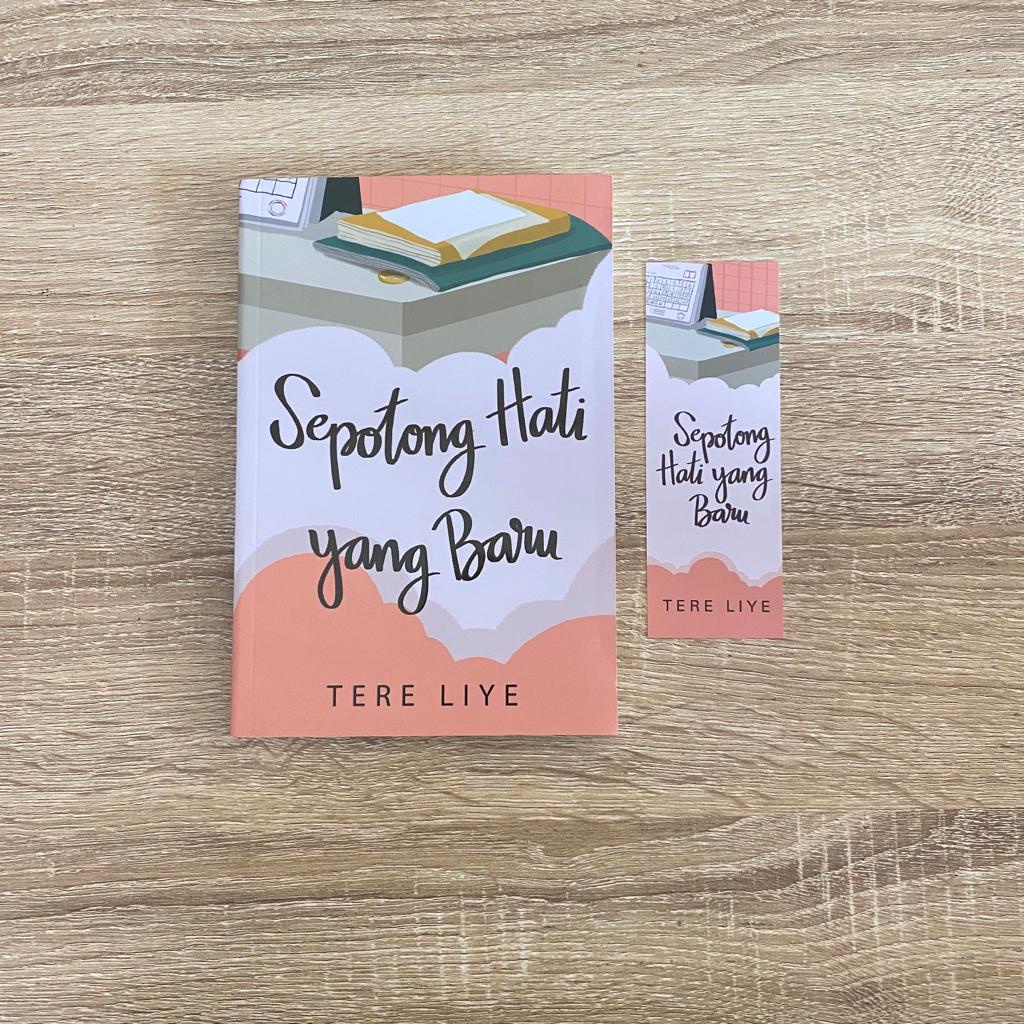 Sepotong Hati
yang Baru
TERE LIYE
Sepotong
Hati yang
Baru
TERE LIYE